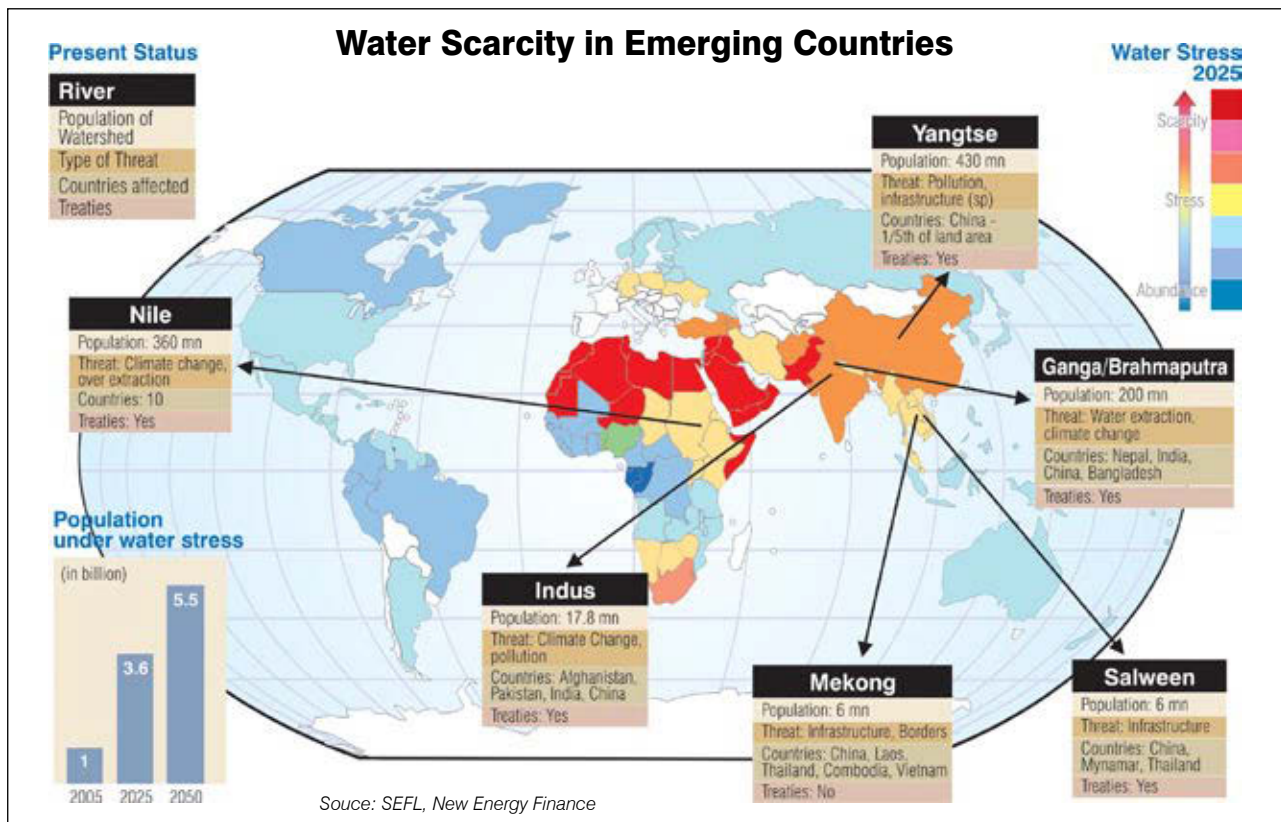 Water Scarcity in Emerging Countries
Present Status
River
Population of
Watershed
Type of Threat
Countries affected
Treaties
Water Stress
2025
Scarcity
Stress
Abundance
Yangtse
Population: 430 mn
Threat: Pollution,
infrastructure (sp)
Countries: China -
1/5th of land area
Treaties: Yes
Nile
Population: 360 mn
Threat: Climate change,
over extraction
Countries: 10
Treaties: Yes
Ganga/Brahmaputra
Population: 200 mn
Threat: Water extraction,
climate change
Countries: Nepal, India,
China, Bangladesh
Treaties: Yes
Population
under water stress
(in billion)
1
3.6
5.5
2005 2025 2050
Indus
Population: 17.8 mn
Threat: Climate Change,
pollution
Countries: Afghanistan,
Pakistan, India, China
Treaties: Yes
Mekong
Population: 6 mn
Threat: Infrastructure, Borders
Countries: China, Laos,
Thailand, Combodia, Vietnam
Treaties: No
Salween
Population: 6 mn
Threat: Infrastructure
Countries: China,
Mynamar, Thailand
Treaties: Yes
Souce: SEFL, New Energy Finance